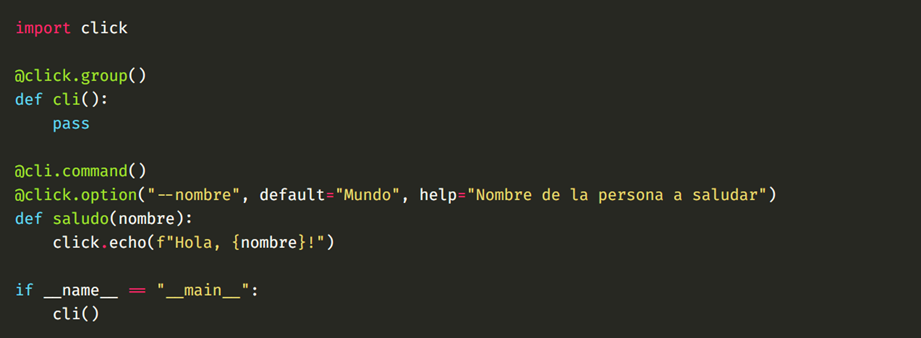 import click
@click.group()
def cli():
    pass
@cli.command()
@click.option("--nombre", default="Mundo", help="Nombre de la persona a saludar")
def saludo(nombre):
    click.echo(f"Hola, {nombre}!")
if __name__ == "__main__":
    cli()